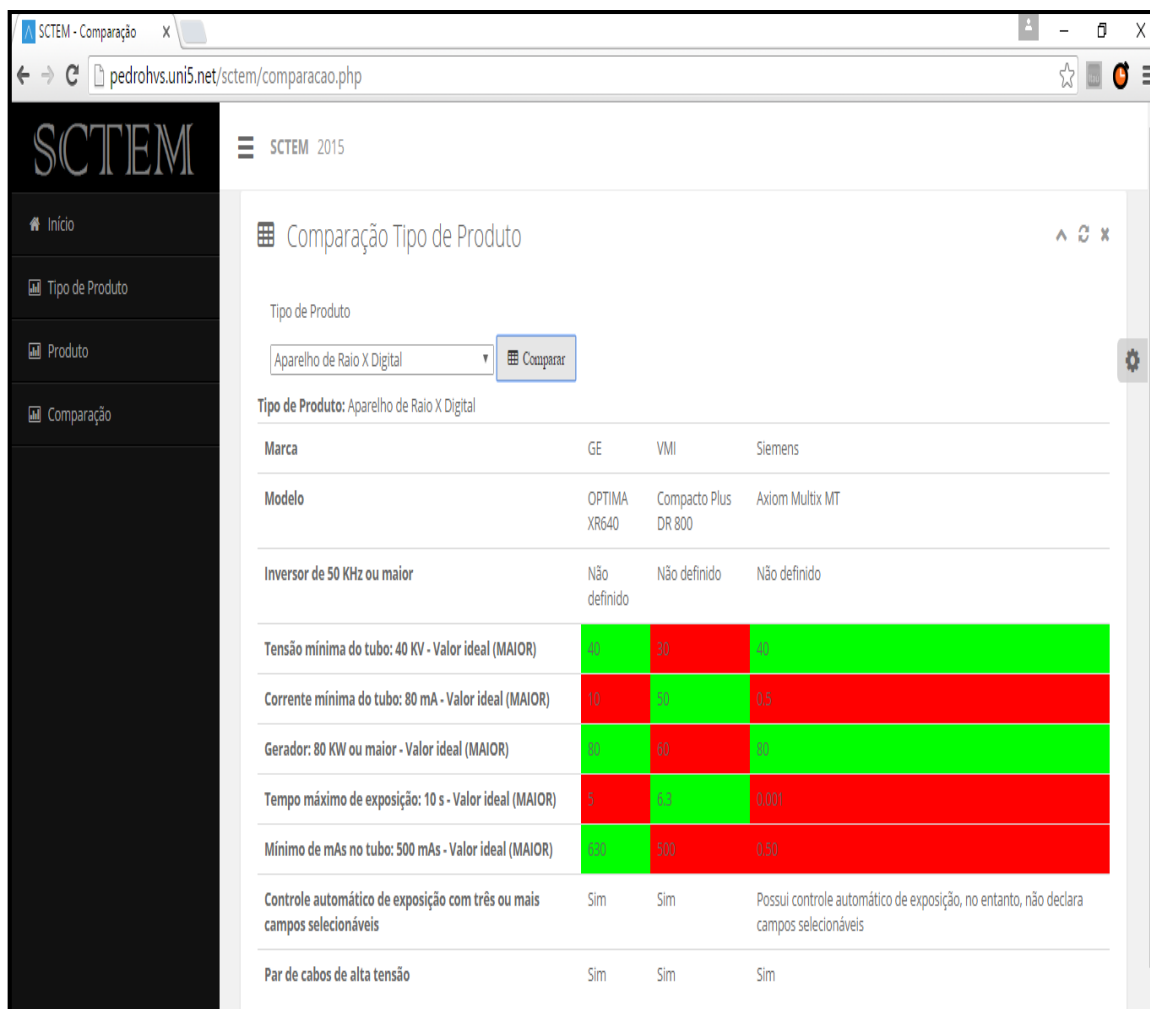 SCTEM - Comparação
pedrohvs.uni5.net/sctem/comparacao.php
SCTEM
SCTEM 2015
Início
Tipo de Produto
Produto
Comparação
Comparação Tipo de Produto
Tipo de Produto
Aparelho de Raio X Digital
Comparar
Tipo de Produto: Aparelho de Raio X Digital
Marca GE VMI Siemens
Modelo OPTIMA Compacto Plus Axiom Multix MT
XR640 DR 800
Inversor de 50 KHz ou maior Não Não definido Não definido
definido
Tensão mínima do tubo: 40 KV - Valor ideal (MAIOR) 40 30 40
Corrente mínima do tubo: 80 mA - Valor ideal (MAIOR) 10 50 0.5
Gerador: 80 KW ou maior - Valor ideal (MAIOR) 80 60 80
Tempo máximo de exposição: 10 s - Valor ideal (MAIOR) 5 6.3 0.001
Mínimo de mAs no tubo: 500 mAs - Valor ideal (MAIOR) 630 500 0.50
Controle automático de exposição com três ou mais Sim Sim Possui controle automático de exposição, no entanto, não declara
campos selecionáveis campos selecionáveis
Par de cabos de alta tensão Sim Sim Sim